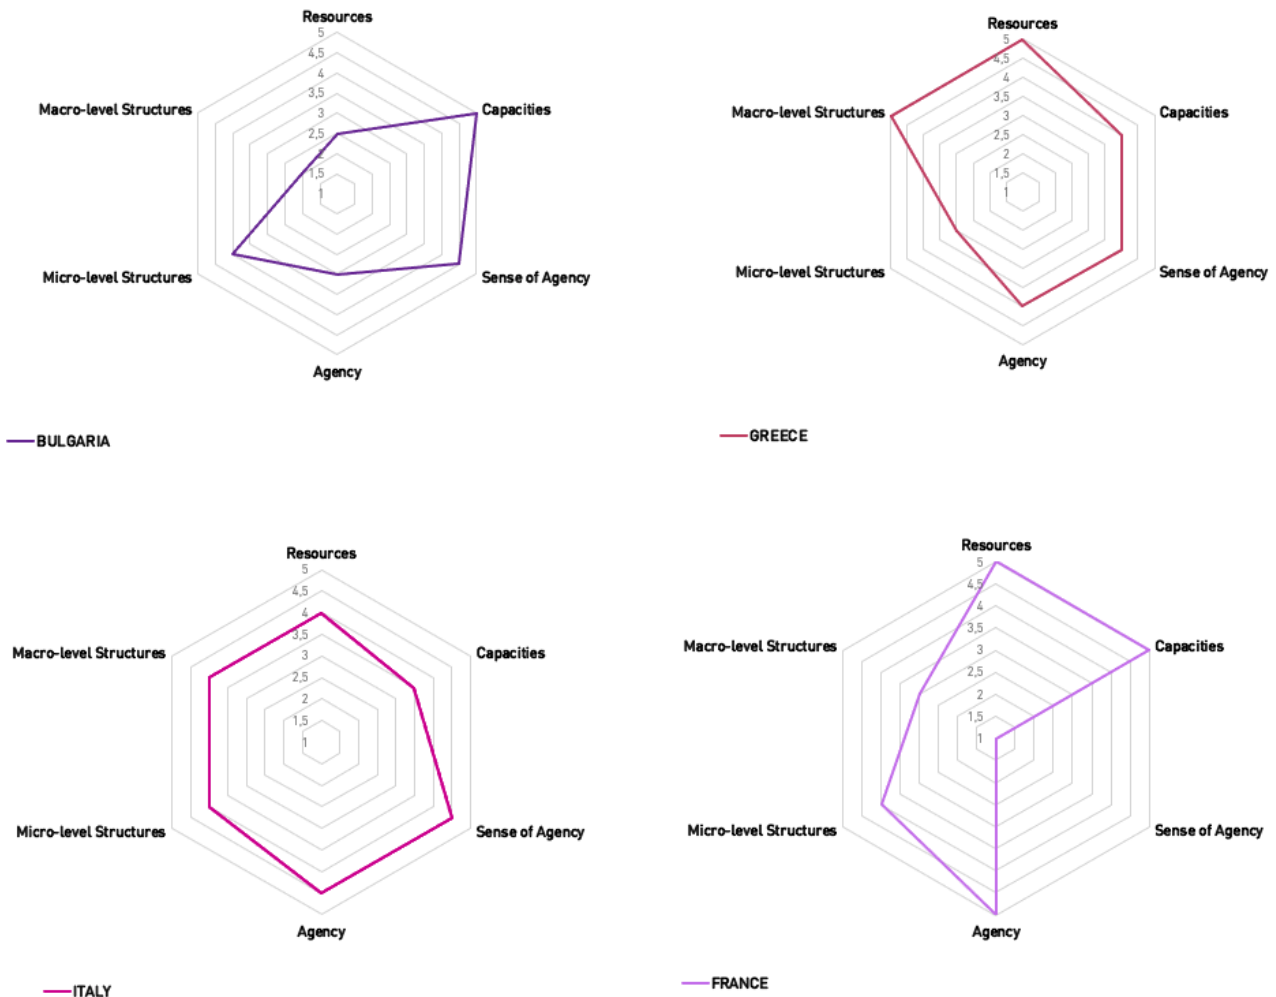 Resources
5
4,5
4
3,5
3
2,5
2
1,5
1
Macro-level Structures
Capacities
Micro-level Structures
Sense of Agency
Agency
BULGARIA
Resources
5
4,5
4
3,5
3
2,5
2
1,5
1
Macro-level Structures
Capacities
Micro-level Structures
Sense of Agency
Agency
GREECE
Resources
5
4,5
4
3,5
3
2,5
2
1,5
1
Macro-level Structures
Capacities
Micro-level Structures
Sense of Agency
Agency
ITALY
Resources
5
4,5
4
3,5
3
2,5
2
1,5
1
Macro-level Structures
Capacities
Micro-level Structures
Sense of Agency
Agency
FRANCE